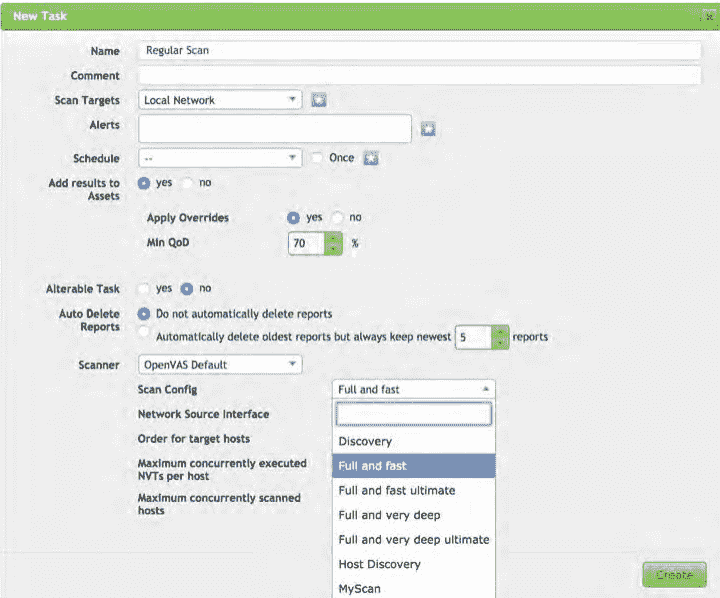 New Task
Name Regular Scan
Comment
Scan Targets Local Network
Alerts
Schedule -- Once
Add results to yes no
Assets
Apply Overrides yes no
Min QoD 70 %
Alterable Task yes no
Auto Delete Do not automatically delete reports
Reports Automatically delete oldest reports but always keep newest 5 reports
Scanner OpenVAS Default
Scan Config Full and fast
Network Source Interface
Order for target hosts Discovery
Maximum concurrently executed Full and fast
NVTs per host
Full and fast ultimate
Maximum concurrently scanned
hosts Full and very deep
Full and very deep ultimate
Host Discovery
MyScan
Create